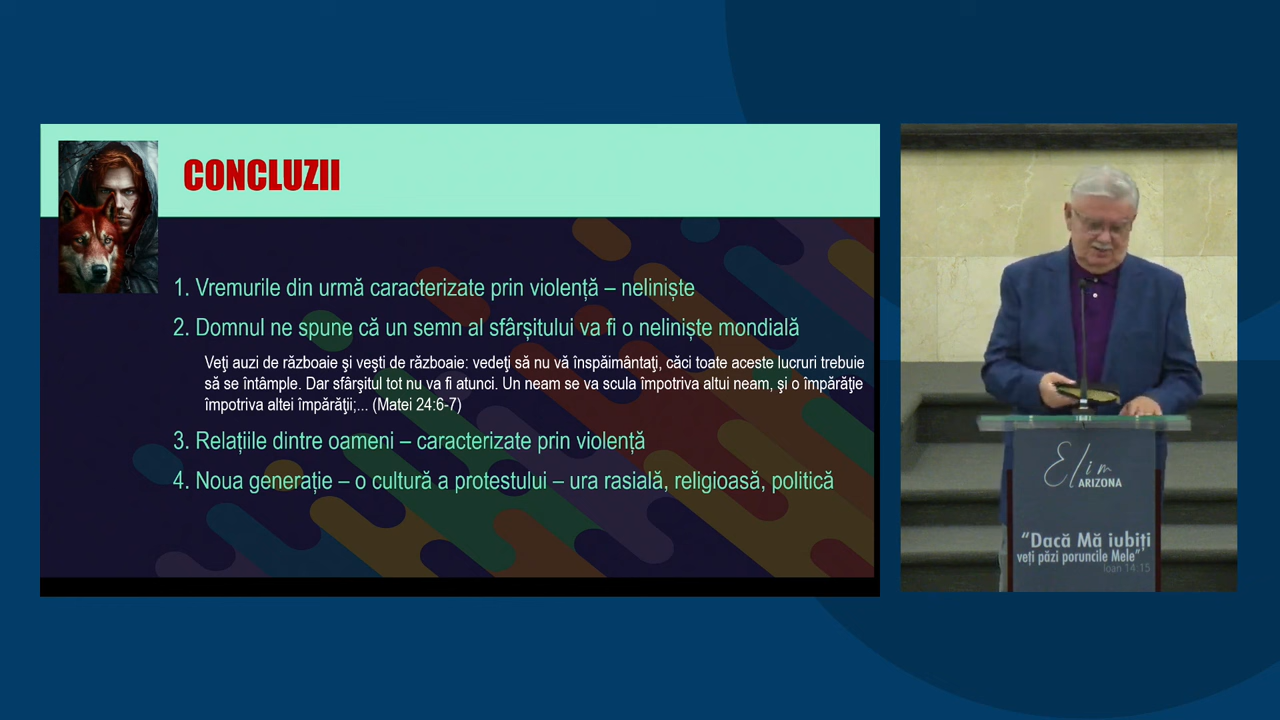 CONCLUZII
1. Vremurile din urmă caracterizate prin violență – neliniște
2. Domnul ne spune că un semn al sfârșitului va fi o neliniște mondială
Veţi auzi de războaie şi veşti de războaie: vedeţi să nu vă înspăimântaţi, căci toate aceste lucruri trebuie
să se întâmple. Dar sfârşitul tot nu va fi atunci. Un neam se va scula împotriva altui neam, şi o împărăţie
împotriva altei împărăţii;... (Matei 24:6-7)
3. Relațiile dintre oameni – caracterizate prin violență
4. Noua generație – o cultură a protestului – ura rasială, religioasă, politică
Elim
ARIZONA
“Dacă Mă iubiți
veți păzi poruncile Mele”
Ioan 14:15